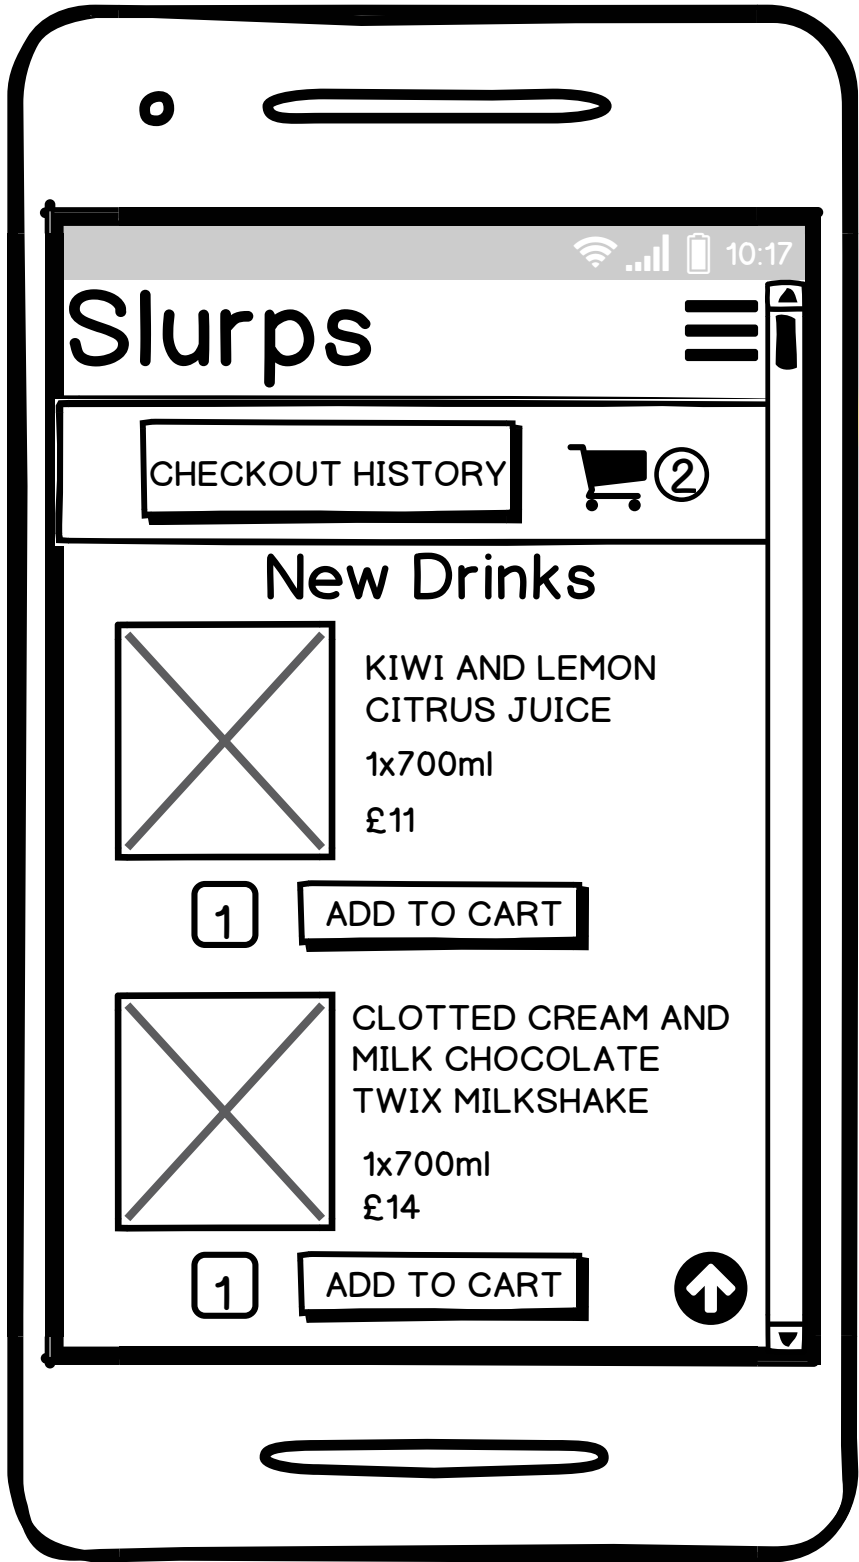 10:17
Slurps
CHECKOUT HISTORY
2
New Drinks
KIWI AND LEMON
CITRUS JUICE
1x700ml
£11
1
ADD TO CART
CLOTTED CREAM AND
MILK CHOCOLATE
TWIX MILKSHAKE
1x700ml
£14
1
ADD TO CART